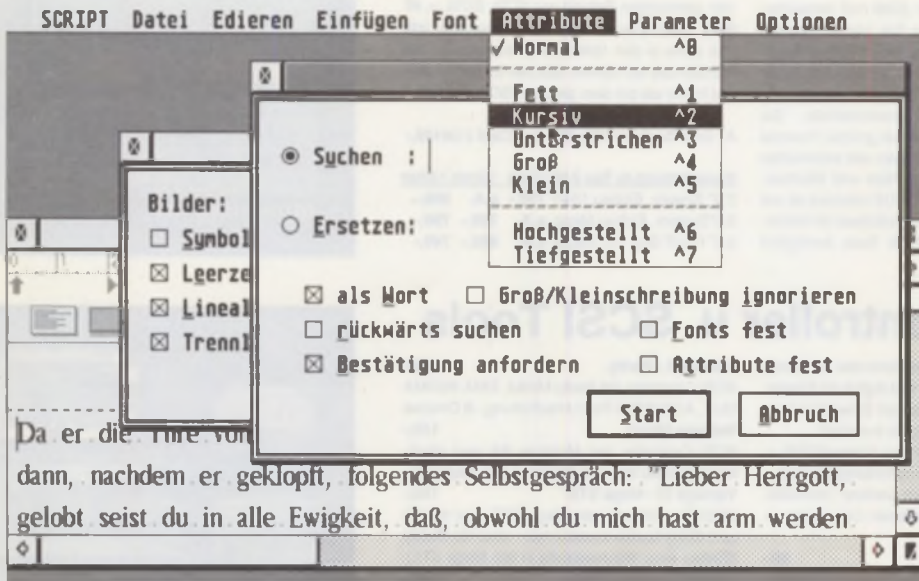 SCRIPT Datei Edieren Einfügen Font Attribute Parameter Optionen
✓ Normal ^0
Fett ^1
Kursiv ^2
Unterstrichen ^3
Groß ^4
Klein ^5
Hochgestellt ^6
Tiefgestellt ^7
Suchen :
Ersetzen:
als Wort Groß/Kleinschreibung ignorieren
rückwärts suchen Fonts fest
Bestätigung anfordern Attribute fest
Start Abbruch
Bilder:
Symbol
Leerze
Lineal
Trennl
0 1 2
Da er die
dann, nachdem er geklopft, folgendes Selbstgespräch: "Lieber Herrgott,
gelobt seist du in alle Ewigkeit, daß, obwohl du mich hast arm werden